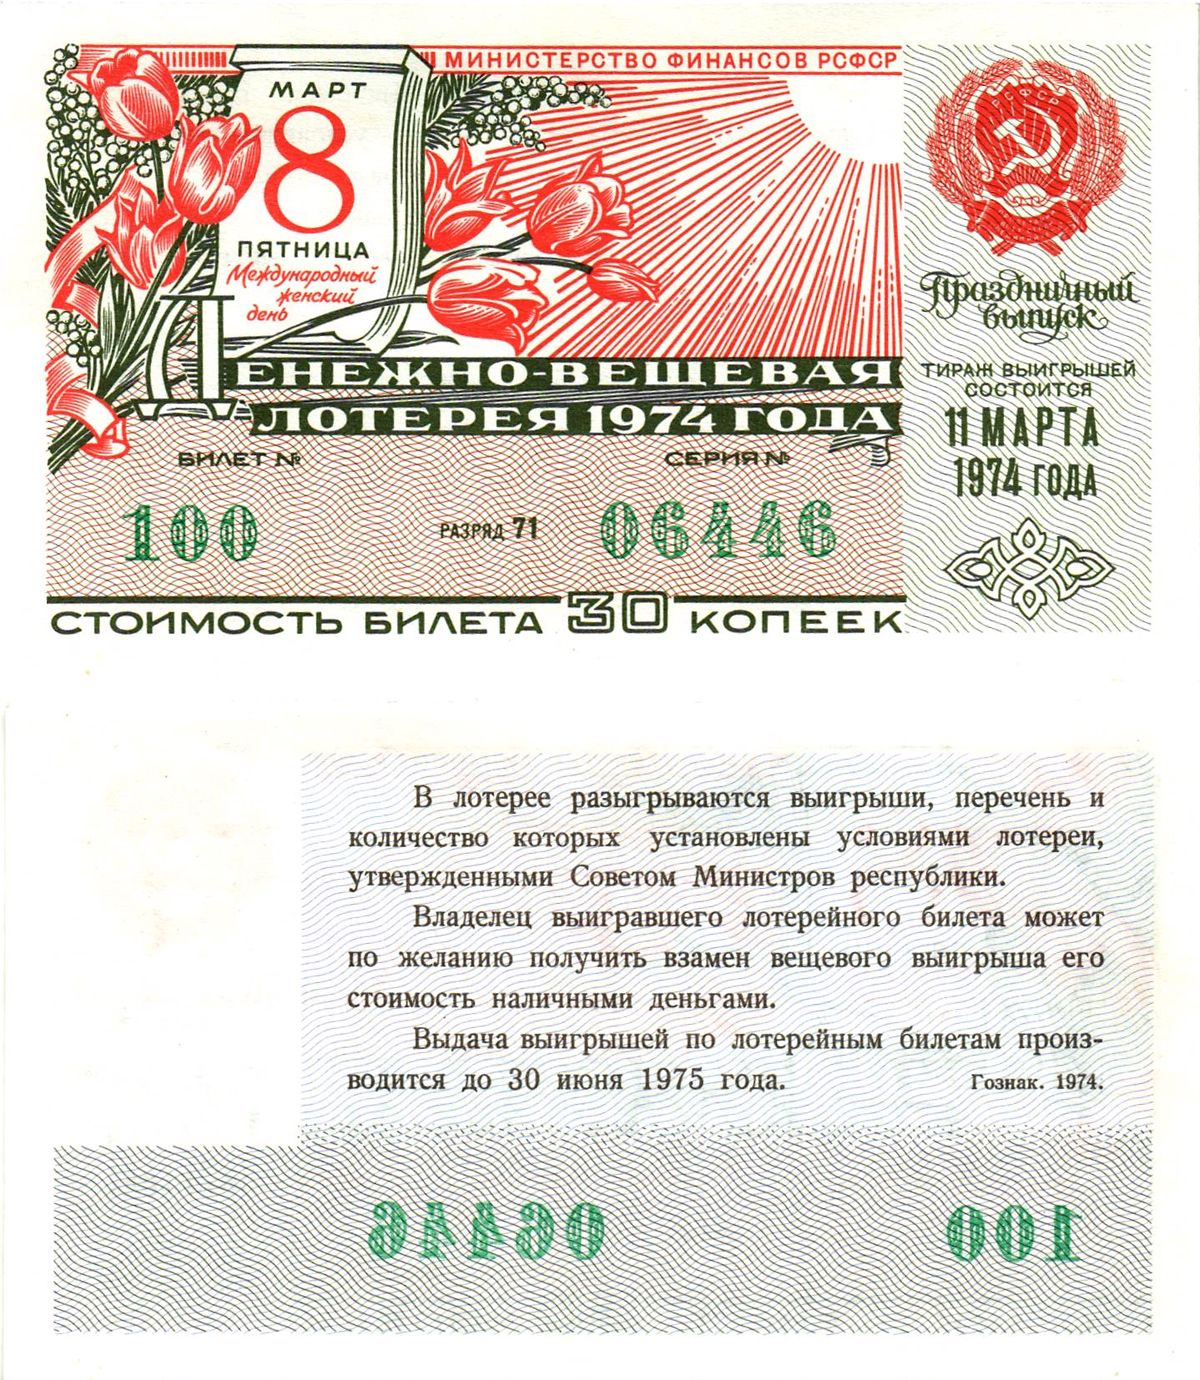 МИНИСТЕРСТВО ФИНАНСОВ РСФСР
МАРТ
8
ПЯТНИЦА
Международный
женский
день
РСФСР
Праздничный
выпуск
ТИРАЖ ВЫИГРЫШЕЙ
СОСТОИТСЯ
11 МАРТА
1974 ГОДА
ДЕНЕЖНО-ВЕЩЕВАЯ
ЛОТЕРЕЯ 1974 ГОДА
БИЛЕТ № СЕРИЯ №
100 РАЗРЯД 71 06446
СТОИМОСТЬ БИЛЕТА 30 КОПЕЕК
В лотерее разыгрываются выигрыши, перечень и
количество которых установлены условиями лотереи,
утвержденными Советом Министров республики.
Владелец выигравшего лотерейного билета может
по желанию получить взамен вещевого выигрыша его
стоимость наличными деньгами.
Выдача выигрышей по лотерейным билетам произ-
водится до 30 июня 1975 года. Гознак. 1974.
06446 100